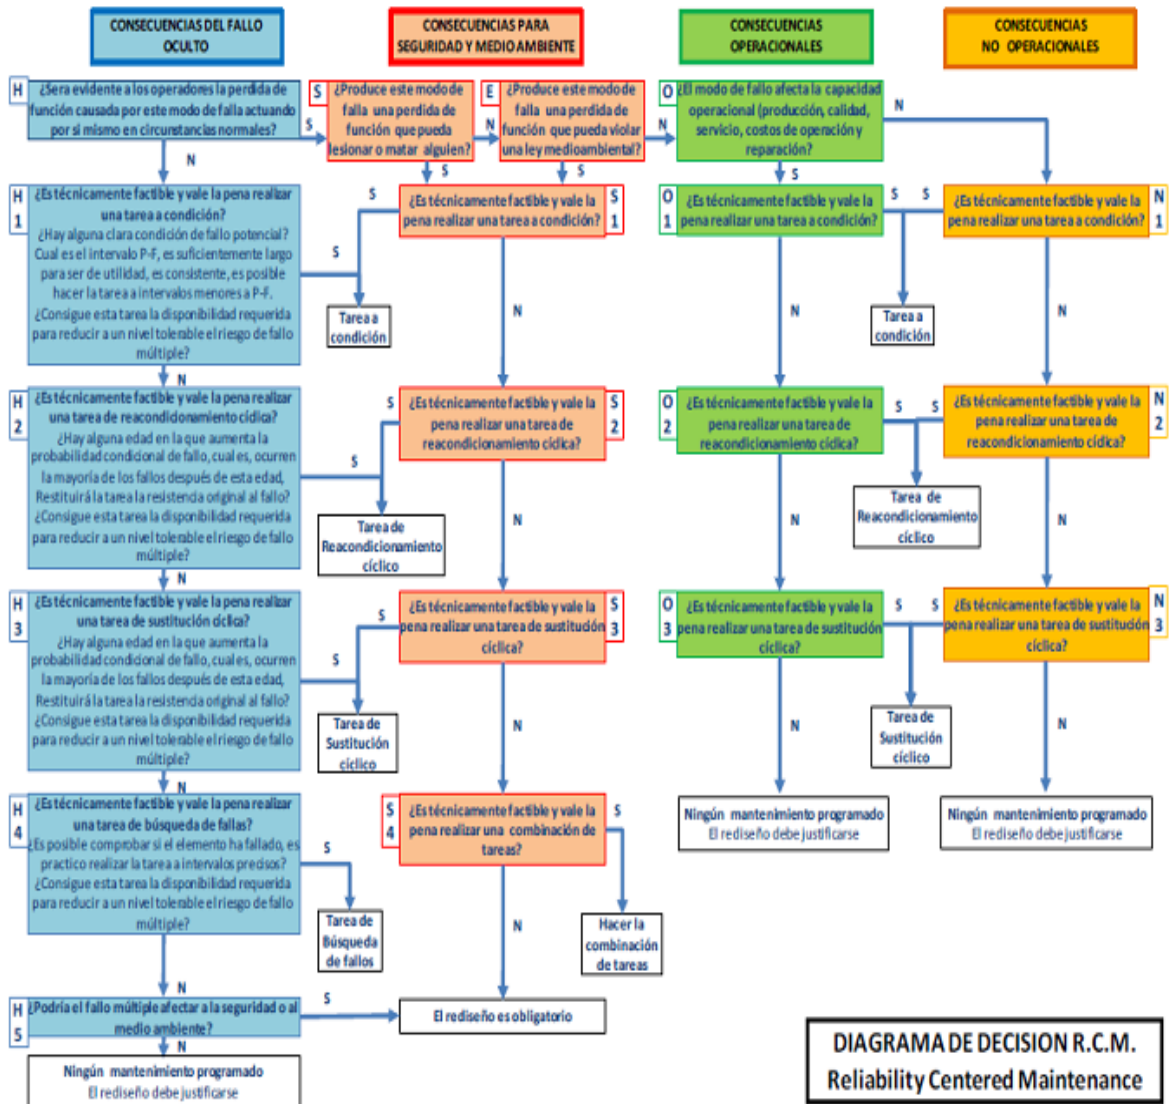 CONSECUENCIAS DEL FALLO
OCULTO
CONSECUENCIAS PARA
SEGURIDAD Y MEDIO AMBIENTE
CONSECUENCIAS
OPERACIONALES
CONSECUENCIAS
NO OPERACIONALES
H
¿Sera evidente a los operadores la perdida de
función causada por este modo de falla actuando
por si mismo en circunstancias normales?
S
S
¿Produce este modo de
falla una perdida de
función que pueda
lesionar o matar alguien?
N
E
¿Produce este modo de
falla una perdida de
función que pueda violar
una ley medioambiental?
N
O
¿El modo de fallo afecta la capacidad
operacional (producción, calidad,
servicio, costos de operación y
reparación?
N
N
S
S
S
N
H
1
¿Es técnicamente factible y vale la pena realizar
una tarea a condición?
¿Hay alguna clara condición de fallo potencial?
Cual es el intervalo P-F, es suficientemente largo
para ser de utilidad, es consistente, es posible
hacer la tarea a intervalos menores a P-F.
¿Consigue esta tarea la disponibilidad requerida
para reducir a un nivel tolerable el riesgo de fallo
múltiple?
S
S
¿Es técnicamente factible y vale la
pena realizar una tarea a condición?
S
1
O
1
¿Es técnicamente factible y vale la
pena realizar una tarea a condición?
S
S
¿Es técnicamente factible y vale la
pena realizar una tarea a condición?
N
1
Tarea a
condición
N
N
Tarea a
condición
N
N
H
2
¿Es técnicamente factible y vale la pena realizar
una tarea de reacondicionamiento cíclica?
¿Hay alguna edad en la que aumenta la
probabilidad condicional de fallo, cual es, ocurren
la mayoría de los fallos después de esta edad,
Restituirá la tarea la resistencia original al fallo?
¿Consigue esta tarea la disponibilidad requerida
para reducir a un nivel tolerable el riesgo de fallo
múltiple?
S
S
¿Es técnicamente factible y vale la
pena realizar una tarea de
reacondicionamiento cíclica?
S
2
O
2
¿Es técnicamente factible y vale la
pena realizar una tarea de
reacondicionamiento cíclica?
S
S
¿Es técnicamente factible y vale la
pena realizar una tarea de
reacondicionamiento cíclica?
N
2
Tarea de
Reacondicionamiento
cíclico
N
N
Tarea de
Reacondicionamiento
cíclico
N
N
H
3
¿Es técnicamente factible y vale la pena realizar
una tarea de sustitución cíclica?
¿Hay alguna edad en la que aumenta la
probabilidad condicional de fallo, cual es, ocurren
la mayoría de los fallos después de esta edad,
Restituirá la tarea la resistencia original al fallo?
¿Consigue esta tarea la disponibilidad requerida
para reducir a un nivel tolerable el riesgo de fallo
múltiple?
S
S
¿Es técnicamente factible y vale la
pena realizar una tarea de sustitución
cíclica?
S
3
O
3
¿Es técnicamente factible y vale la
pena realizar una tarea de sustitución
cíclica?
S
S
¿Es técnicamente factible y vale la
pena realizar una tarea de sustitución
cíclica?
N
3
Tarea de
Sustitución
cíclico
N
N
Tarea de
Sustitución
cíclico
N
N
H
4
¿Es técnicamente factible y vale la pena realizar
una tarea de búsqueda de fallas?
¿Es posible comprobar si el elemento ha fallado, es
practico realizar la tarea a intervalos precisos?
¿Consigue esta tarea la disponibilidad requerida
para reducir a un nivel tolerable el riesgo de fallo
múltiple?
S
S
4
¿Es técnicamente factible y vale la
pena realizar una combinación de
tareas?
S
Ningún mantenimiento programado
El rediseño debe justificarse
Ningún mantenimiento programado
El rediseño debe justificarse
Tarea de
Búsqueda
de fallos
N
Hacer la
combinación
de tareas
N
H
5
¿Podría el fallo múltiple afectar a la seguridad o al
medio ambiente?
S
El rediseño es obligatorio
N
Ningún mantenimiento programado
El rediseño debe justificarse
DIAGRAMA DE DECISION R.C.M.
Reliability Centered Maintenance